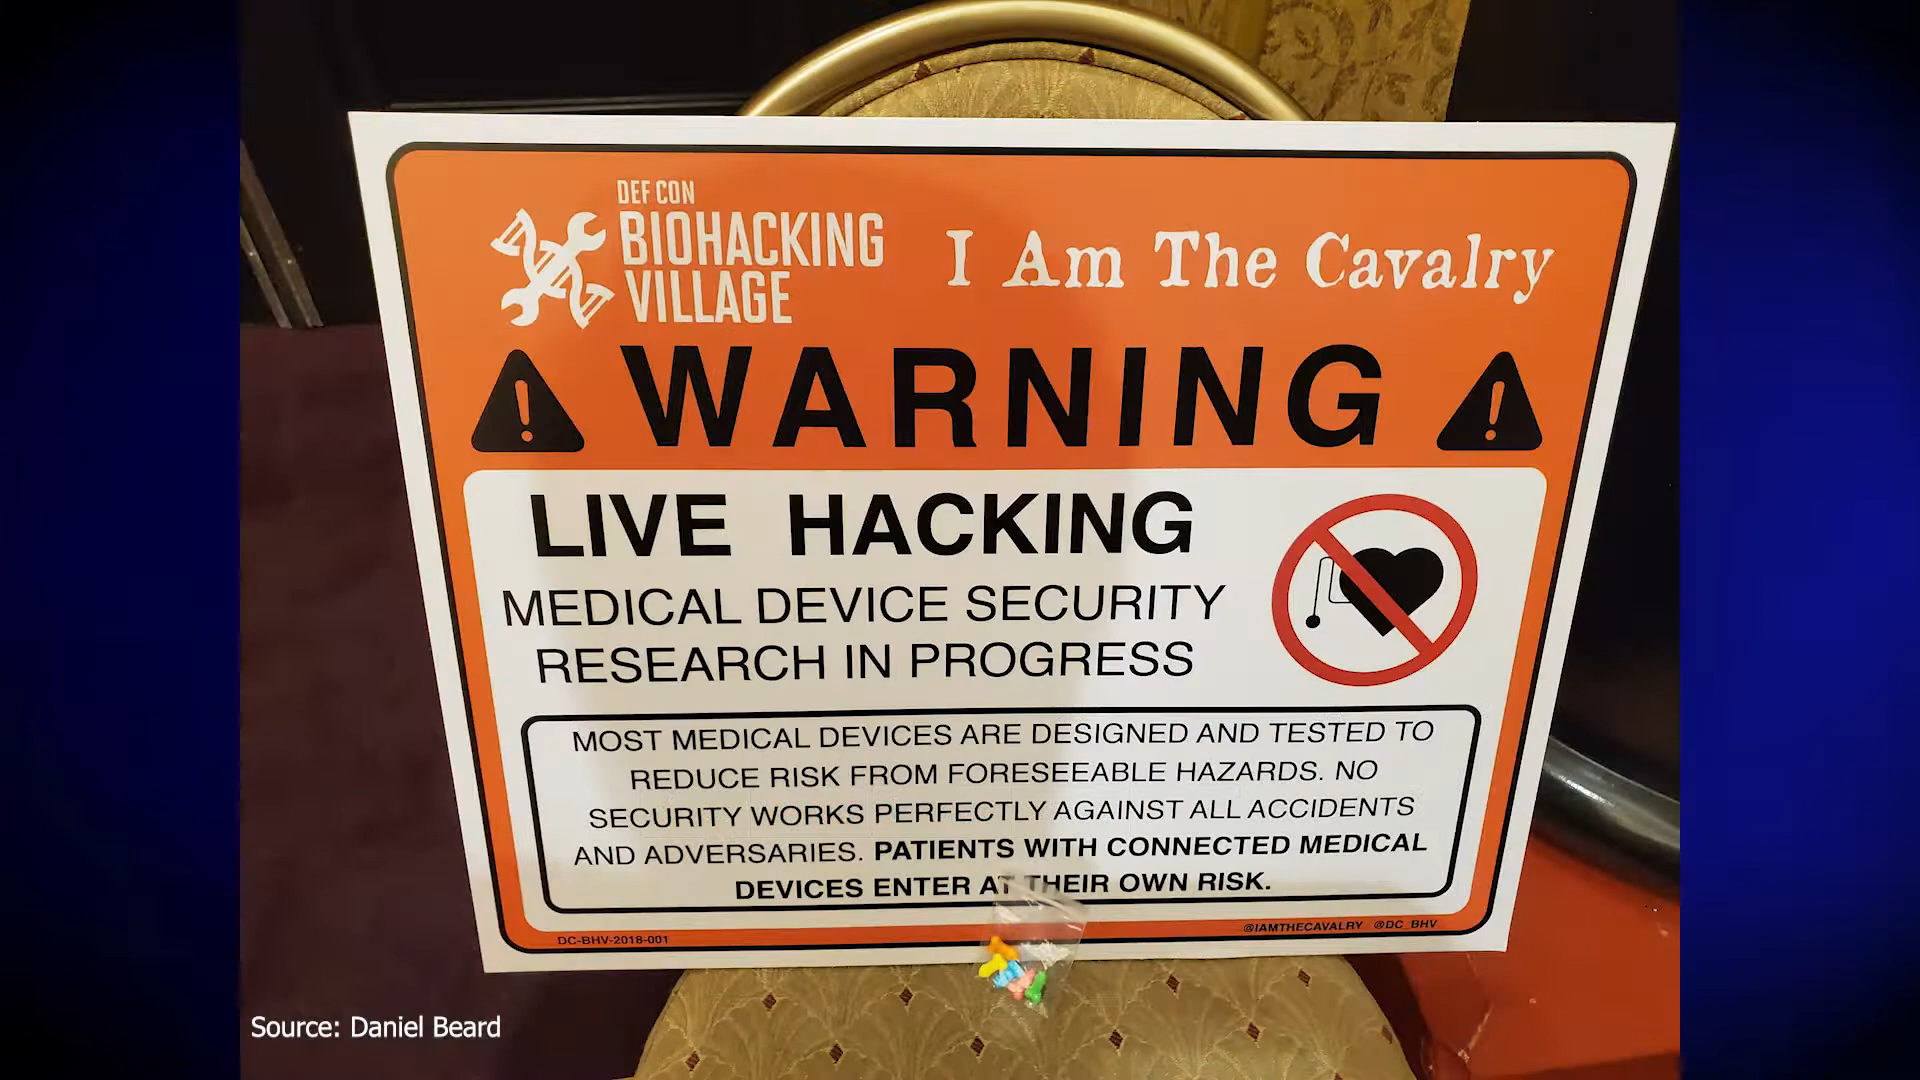 DEF CON
BIOHACKING
VILLAGE
I Am The Cavalry
WARNING
LIVE HACKING
MEDICAL DEVICE SECURITY
RESEARCH IN PROGRESS
MOST MEDICAL DEVICES ARE DESIGNED AND TESTED TO
REDUCE RISK FROM FORESEEABLE HAZARDS. NO
SECURITY WORKS PERFECTLY AGAINST ALL ACCIDENTS
AND ADVERSARIES. PATIENTS WITH CONNECTED MEDICAL
DEVICES ENTER AT THEIR OWN RISK.
DC-BHV-2018-001
@IAMTHECAVALRY @DC_BHV
Source: Daniel Beard